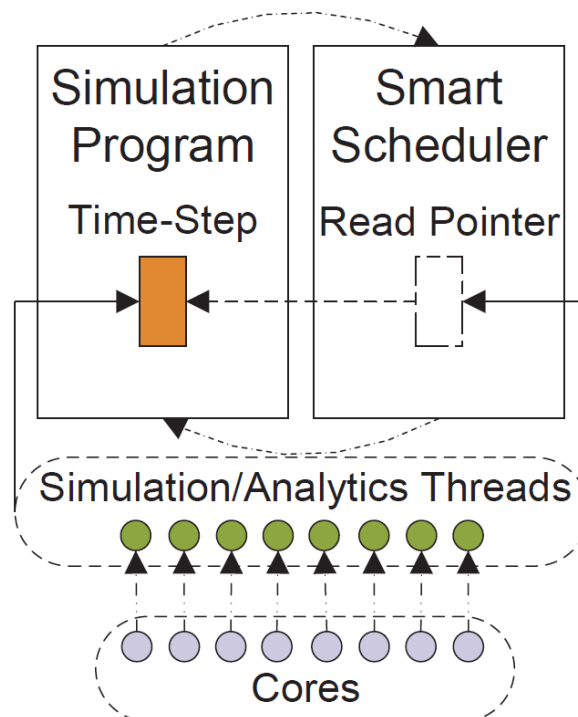 Simulation
Program
Time-Step
Smart
Scheduler
Read Pointer
Simulation/Analytics Threads
Cores